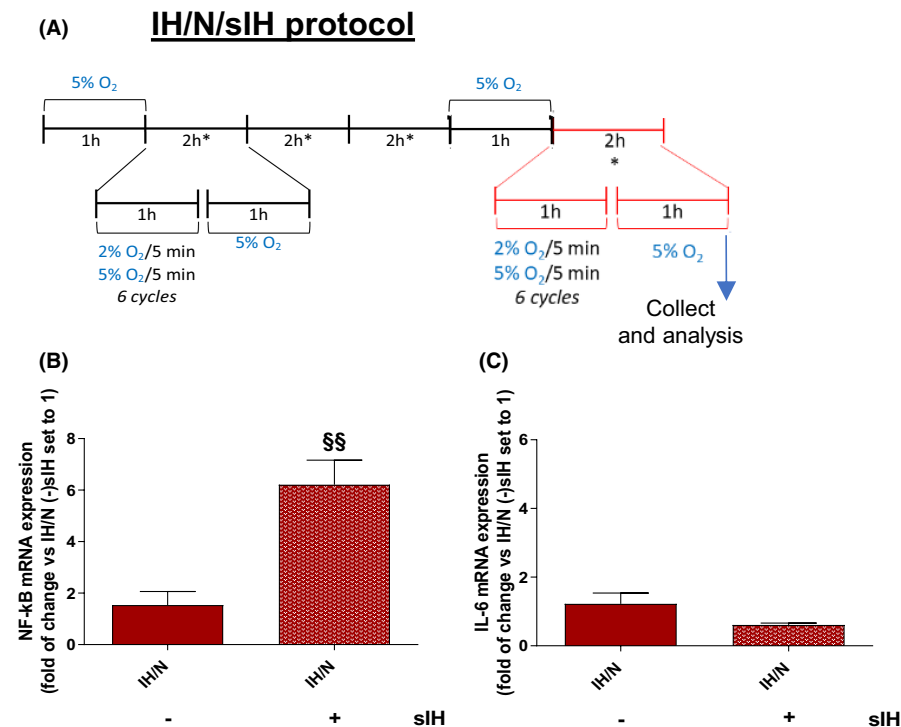 (A)
IH/N/sIH protocol
5% O₂
5% O₂
1h
2h*
2h*
2h*
1h
2h
*
1h
1h
1h
1h
2% O₂/5 min
5% O₂/5 min
6 cycles
5% O₂
2% O₂/5 min
5% O₂/5 min
6 cycles
5% O₂
Collect
and analysis
(B)
NF-kB mRNA expression
(fold of change vs IH/N (-)sIH set to 1)
8
6
4
2
0
§§
IH/N
IH/N
- + sIH
(C)
IL-6 mRNA expression
(fold of change vs IH/N (-)sIH set to 1)
6
4
2
0
IH/N
IH/N
- + sIH